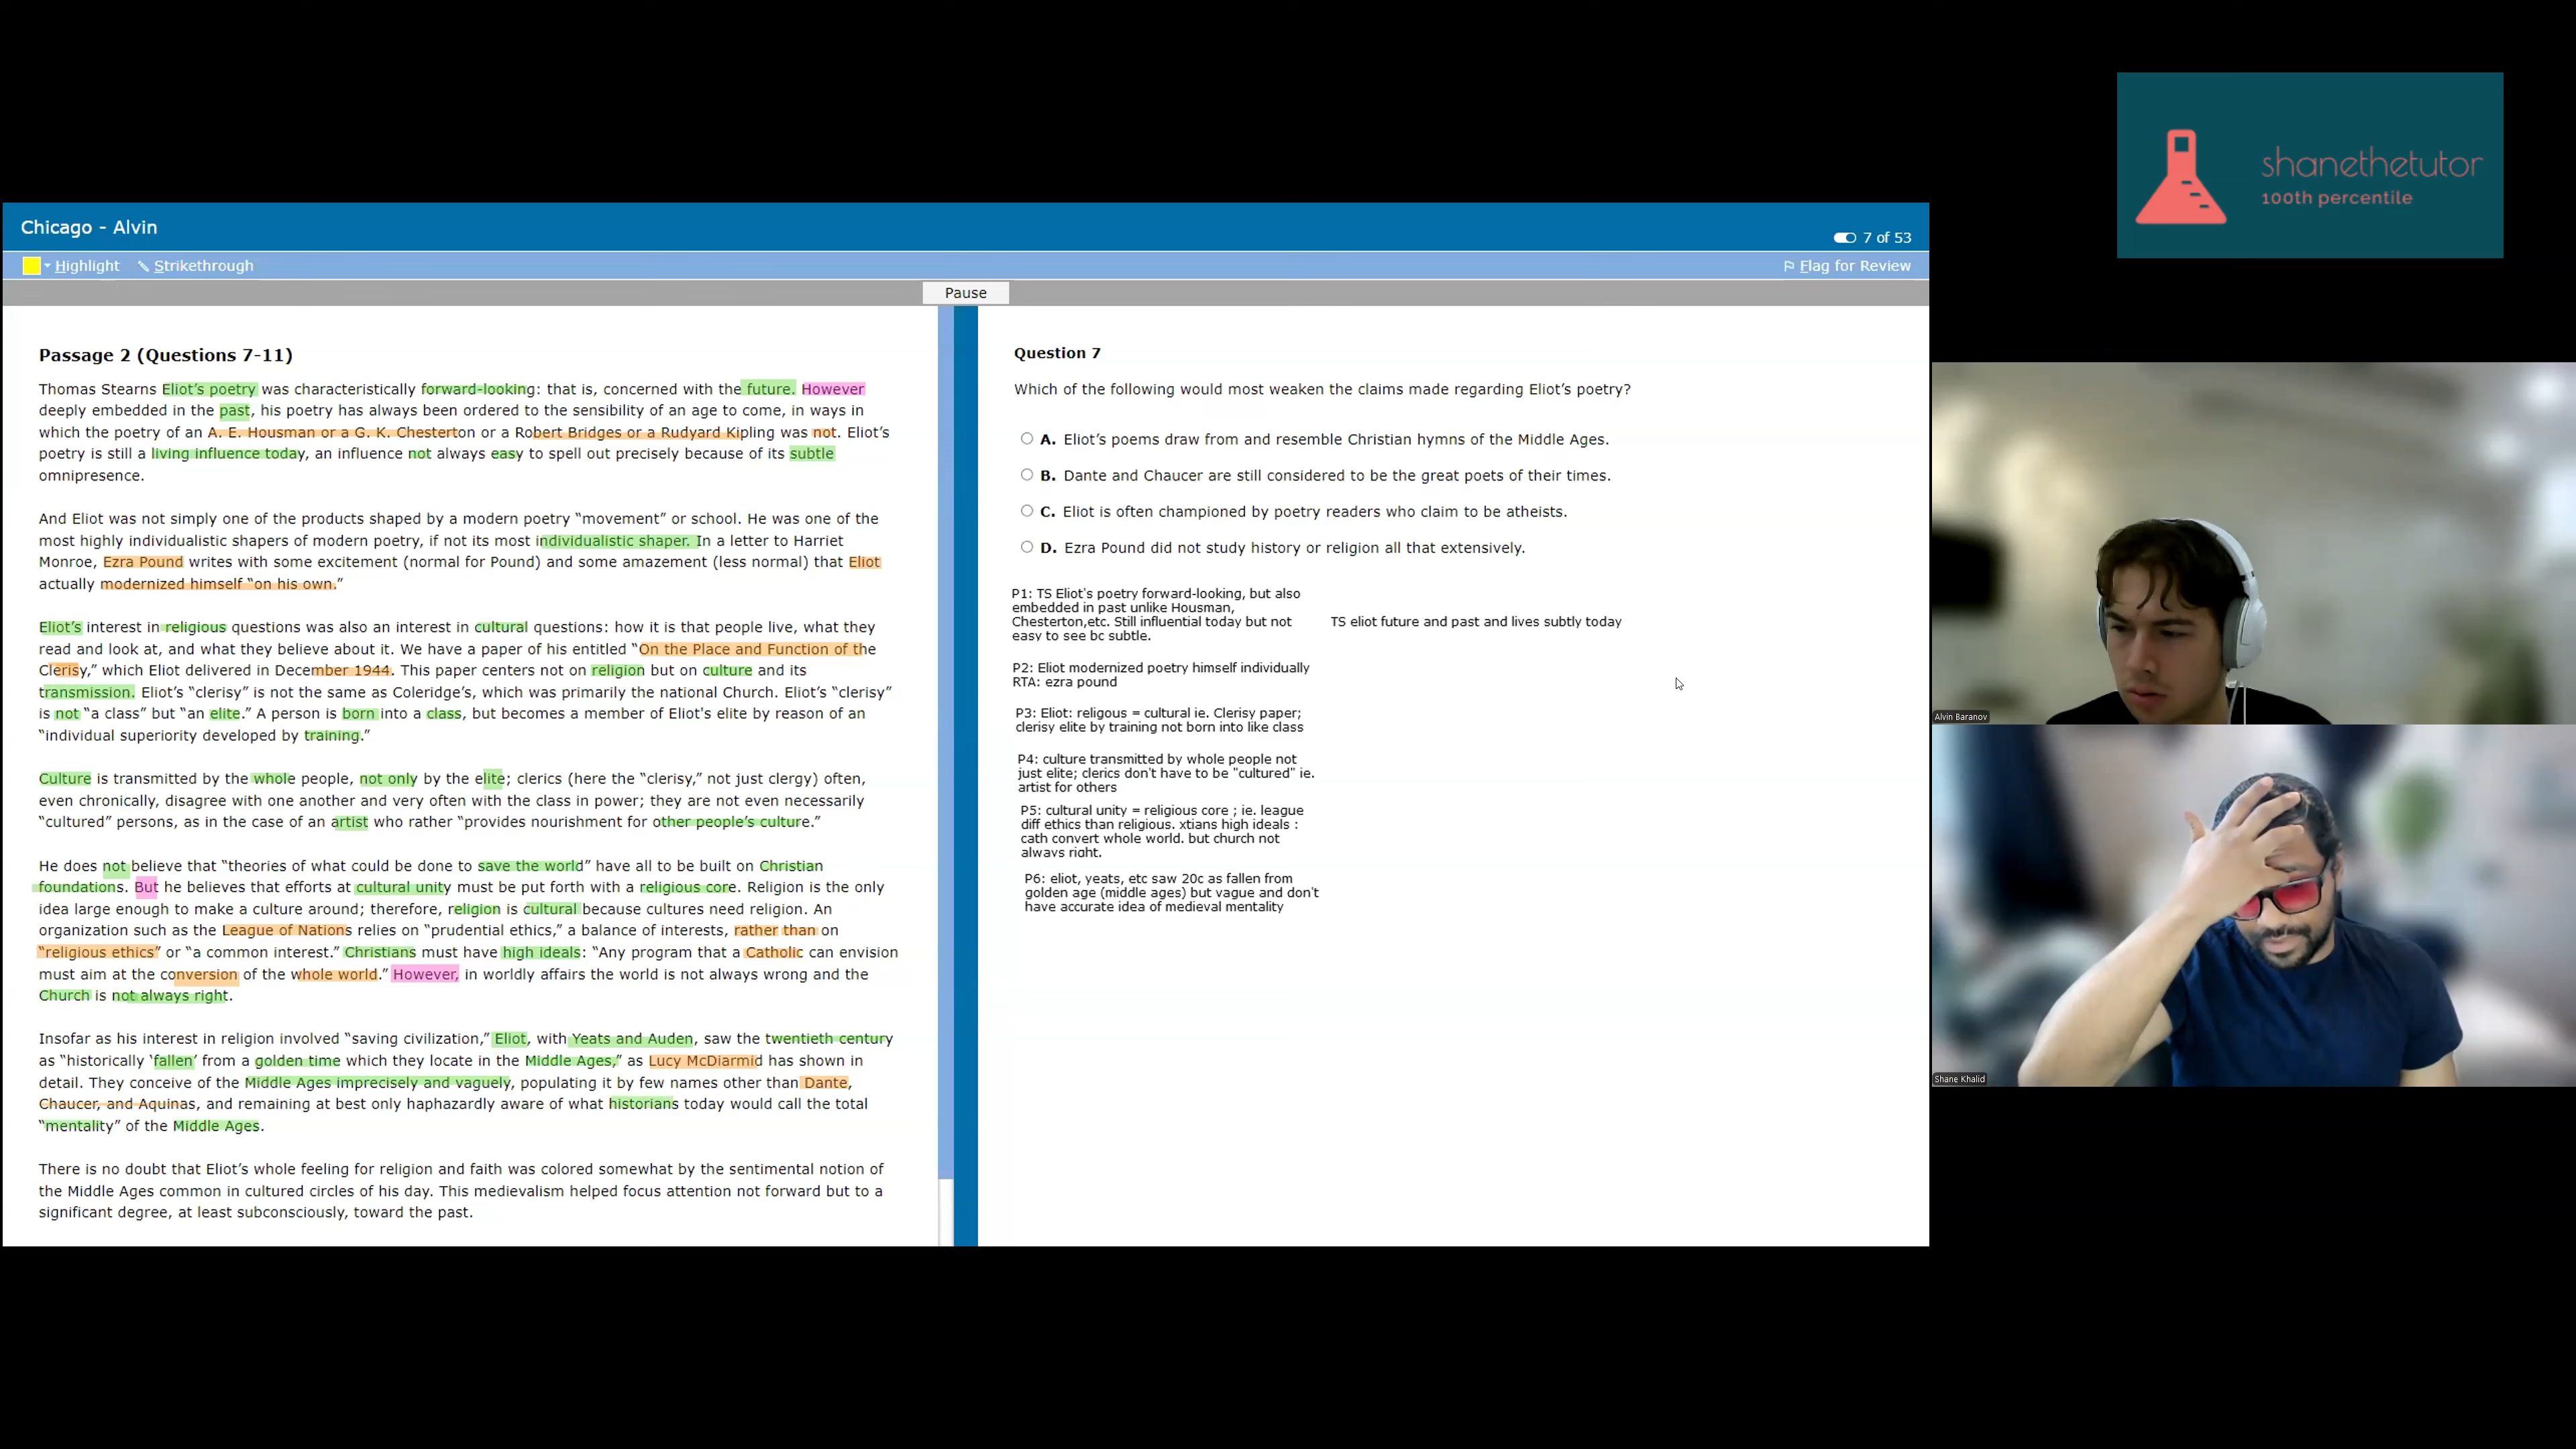 shanethetutor
100th percentile
Chicago - Alvin
7 of 53
Highlight
Strikethrough
Flag for Review
Pause
Passage 2 (Questions 7-11)
Thomas Stearns Eliot’s poetry was characteristically forward-looking: that is, concerned with the future. However
deeply embedded in the past, his poetry has always been ordered to the sensibility of an age to come, in ways in
which the poetry of an A. E. Housman or a G. K. Chesterton or a Robert Bridges or a Rudyard Kipling was not. Eliot’s
poetry is still a living influence today, an influence not always easy to spell out precisely because of its subtle
omnipresence.
And Eliot was not simply one of the products shaped by a modern poetry “movement” or school. He was one of the
most highly individualistic shapers of modern poetry, if not its most individualistic shaper. In a letter to Harriet
Monroe, Ezra Pound writes with some excitement (normal for Pound) and some amazement (less normal) that Eliot
actually modernized himself “on his own.”
Eliot’s interest in religious questions was also an interest in cultural questions: how it is that people live, what they
read and look at, and what they believe about it. We have a paper of his entitled “On the Place and Function of the
Clerisy,” which Eliot delivered in December 1944. This paper centers not on religion but on culture and its
transmission. Eliot’s “clerisy” is not the same as Coleridge’s, which was primarily the national Church. Eliot’s “clerisy”
is not “a class” but “an elite.” A person is born into a class, but becomes a member of Eliot's elite by reason of an
“individual superiority developed by training.”
Culture is transmitted by the whole people, not only by the elite; clerics (here the “clerisy,” not just clergy) often,
even chronically, disagree with one another and very often with the class in power; they are not even necessarily
“cultured” persons, as in the case of an artist who rather “provides nourishment for other people’s culture.”
He does not believe that “theories of what could be done to save the world” have all to be built on Christian
foundations. But he believes that efforts at cultural unity must be put forth with a religious core. Religion is the only
idea large enough to make a culture around; therefore, religion is cultural because cultures need religion. An
organization such as the League of Nations relies on “prudential ethics,” a balance of interests, rather than on
“religious ethics” or “a common interest.” Christians must have high ideals: “Any program that a Catholic can envision
must aim at the conversion of the whole world.” However, in worldly affairs the world is not always wrong and the
Church is not always right.
Insofar as his interest in religion involved “saving civilization,” Eliot, with Yeats and Auden, saw the twentieth century
as “historically ‘fallen’ from a golden time which they locate in the Middle Ages,” as Lucy McDiarmid has shown in
detail. They conceive of the Middle Ages imprecisely and vaguely, populating it by few names other than Dante,
Chaucer, and Aquinas, and remaining at best only haphazardly aware of what historians today would call the total
“mentality” of the Middle Ages.
There is no doubt that Eliot’s whole feeling for religion and faith was colored somewhat by the sentimental notion of
the Middle Ages common in cultured circles of his day. This medievalism helped focus attention not forward but to a
significant degree, at least subconsciously, toward the past.
Question 7
Which of the following would most weaken the claims made regarding Eliot’s poetry?
A. Eliot’s poems draw from and resemble Christian hymns of the Middle Ages.
B. Dante and Chaucer are still considered to be the great poets of their times.
C. Eliot is often championed by poetry readers who claim to be atheists.
D. Ezra Pound did not study history or religion all that extensively.
P1: TS Eliot's poetry forward-looking, but also
embedded in past unlike Housman,
Chesterton,etc. Still influential today but not
easy to see bc subtle.
TS eliot future and past and lives subtly today
P2: Eliot modernized poetry himself individually
RTA: ezra pound
P3: Eliot: religous = cultural ie. Clerisy paper;
clerisy elite by training not born into like class
P4: culture transmitted by whole people not
just elite; clerics don't have to be "cultured" ie.
artist for others
P5: cultural unity = religious core ; ie. league
diff ethics than religious. xtians high ideals :
cath convert whole world. but church not
always right.
P6: eliot, yeats, etc saw 20c as fallen from
golden age (middle ages) but vague and don't
have accurate idea of medieval mentality
Alvin Baranov
Shane Khalid